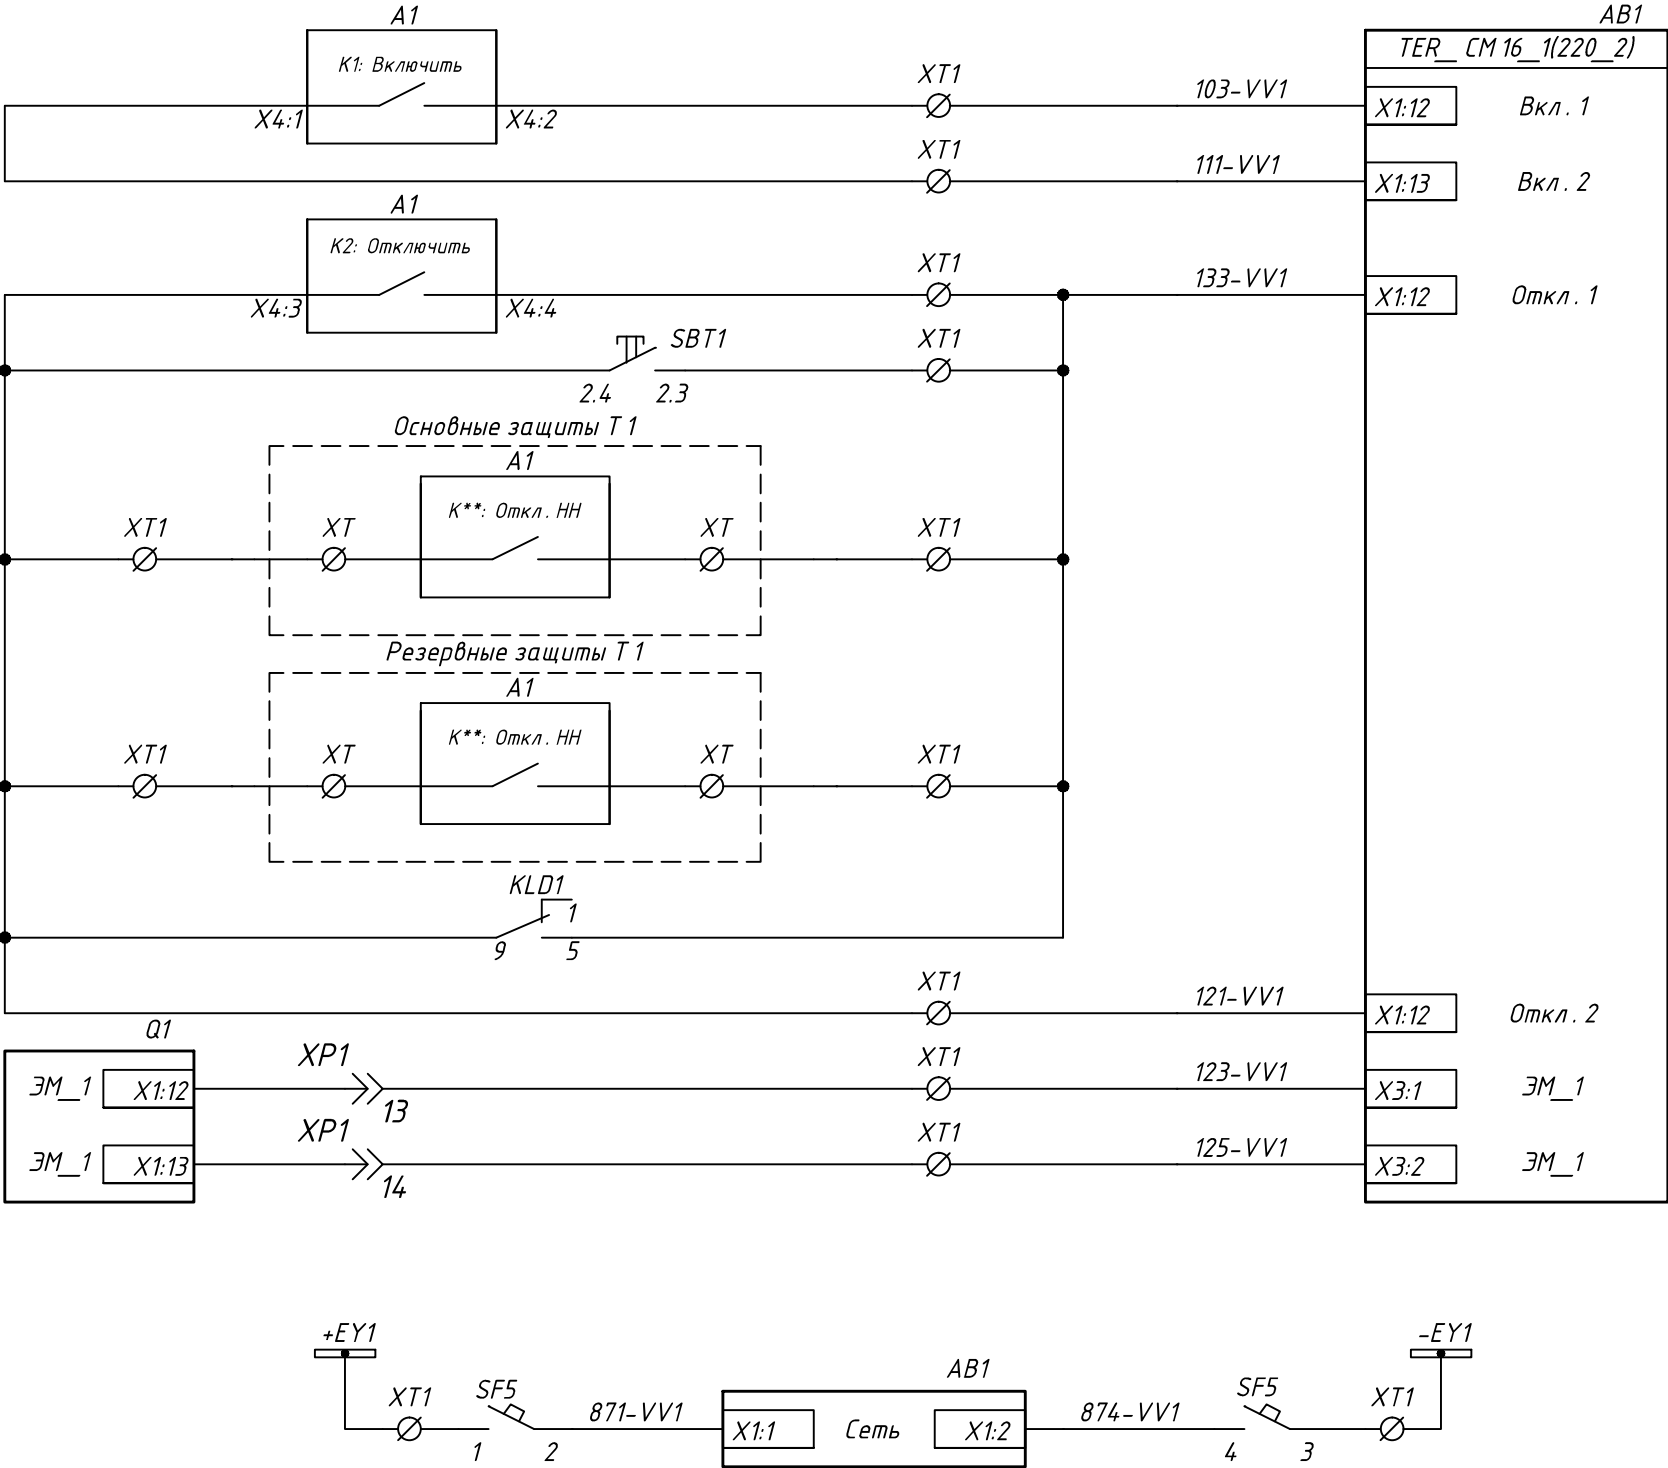 A1
AB1
TER__CM16_1(220_2)
K1: Включить
XT1
103-VV1
X4:1
X4:2
X1:12
Вкл. 1
XT1
111-VV1
X1:13
Вкл. 2
A1
K2: Отключить
XT1
133-VV1
X4:3
X4:4
X1:12
Откл. 1
SBT1
XT1
2.4
2.3
Основные защиты Т1
A1
К**: Откл. НН
XT1
XT
XT
XT1
Резервные защиты Т1
A1
К**: Откл. НН
XT1
XT
XT
XT1
KLD1
1
9
5
XT1
121-VV1
X1:12
Откл. 2
Q1
ЭМ_1
X1:12
XP1
13
XT1
123-VV1
X3:1
ЭМ_1
ЭМ_1
X1:13
XP1
14
XT1
125-VV1
X3:2
ЭМ_1
+EY1
-EY1
AB1
XT1
SF5
871-VV1
874-VV1
SF5
XT1
1
2
X1:1
Сеть
X1:2
4
3